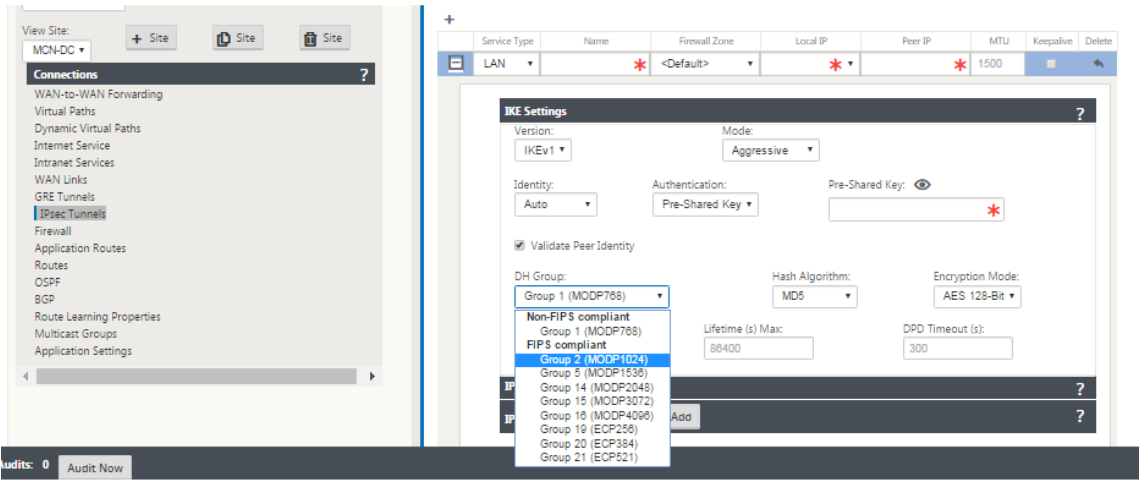 View Site:
MCN-DC
+ Site
Site
Site
Connections ?
WAN-to-WAN Forwarding
Virtual Paths
Dynamic Virtual Paths
Internet Service
Intranet Services
WAN Links
GRE Tunnels
IPsec Tunnels
Firewall
Application Routes
Routes
OSPF
BGP
Route Learning Properties
Multicast Groups
Application Settings
+
Service Type Name Firewall Zone Local IP Peer IP MTU Keepalive Delete
LAN * <Default> * * 1500
IKE Settings ?
Version: Mode:
IKEv1 Aggressive
Identity: Authentication: Pre-Shared Key:
Auto Pre-Shared Key *
Validate Peer Identity
DH Group: Hash Algorithm: Encryption Mode:
Group 1 (MODP768) MD5 AES 128-Bit
Non-FIPS compliant
Group 1 (MODP768)
FIPS compliant
Group 2 (MODP1024)
Group 5 (MODP1536)
Group 14 (MODP2048)
Group 15 (MODP3072)
Group 16 (MODP4096)
Group 19 (ECP256)
Group 20 (ECP384)
Group 21 (ECP521)
Lifetime (s) Max: DPD Timeout (s):
86400 300
IP ?
IP Add ?
Audits: 0 Audit Now